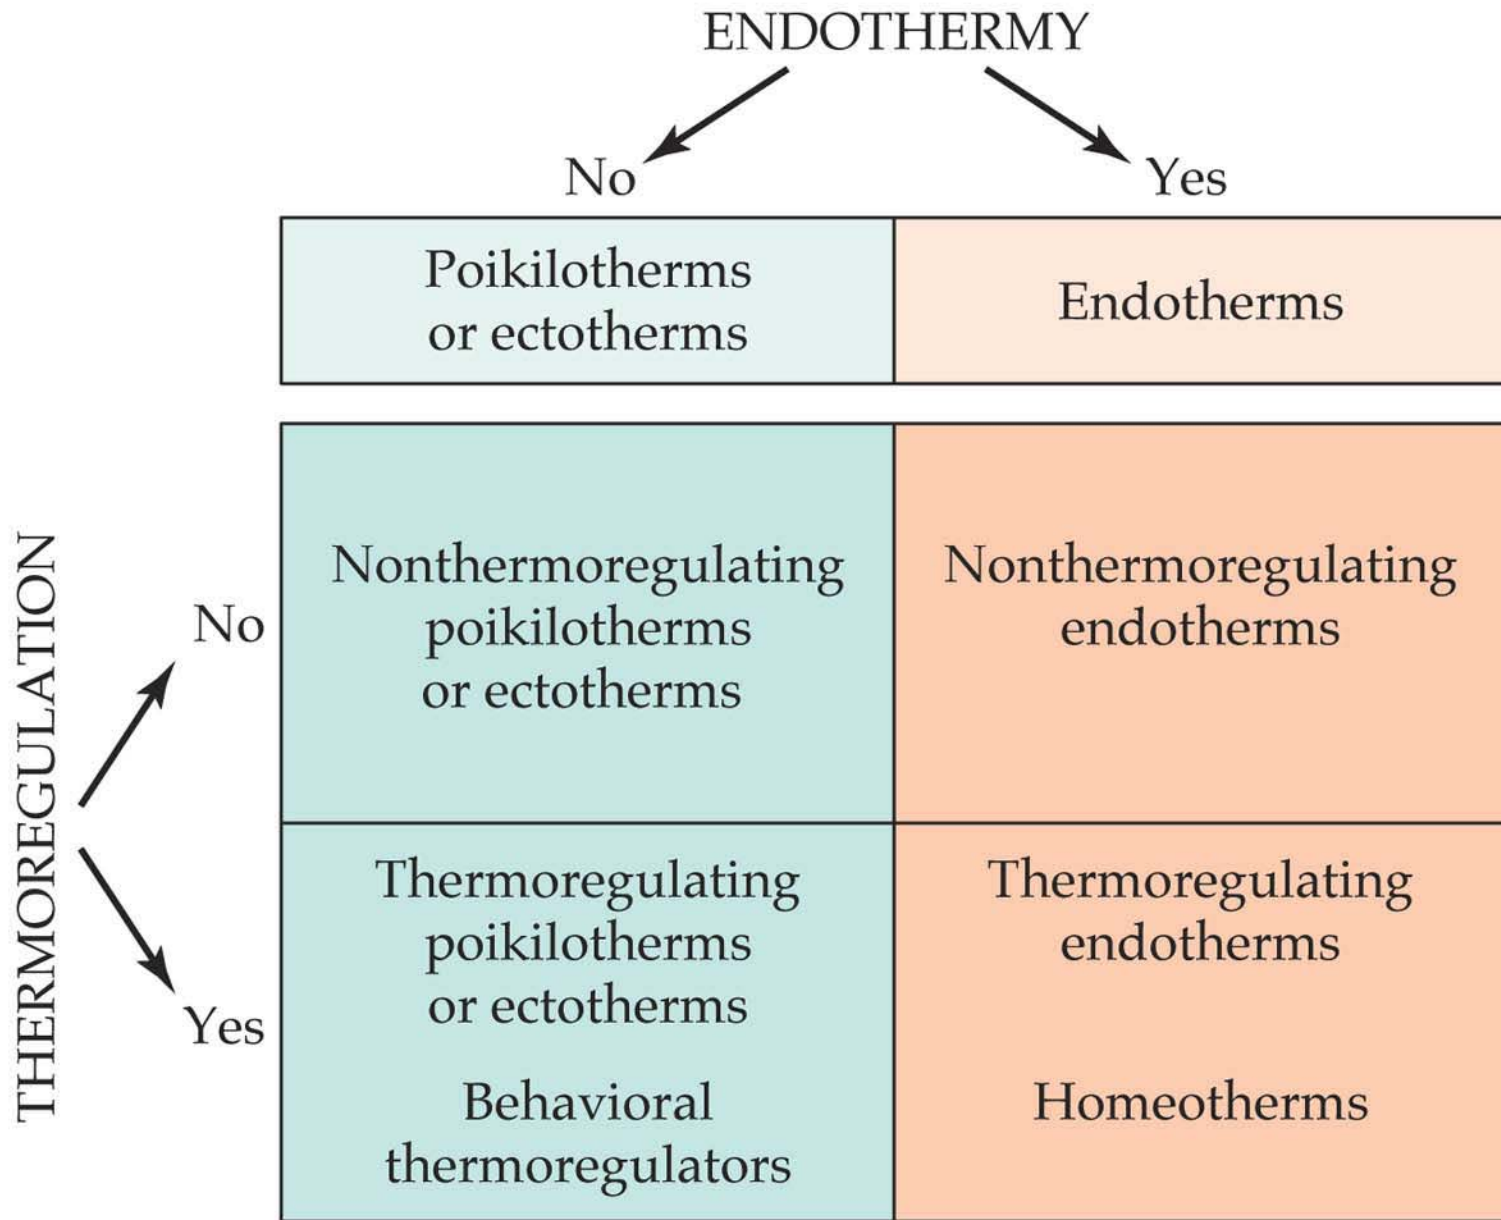 ENDOTHERMY
No
Yes
Poikilotherms
or ectotherms
Endotherms
THERMOREGULATION
No
Nonthermoregulating
poikilotherms
or ectotherms
Nonthermoregulating
endotherms
Yes
Thermoregulating
poikilotherms
or ectotherms
Behavioral
thermoregulators
Thermoregulating
endotherms
Homeotherms